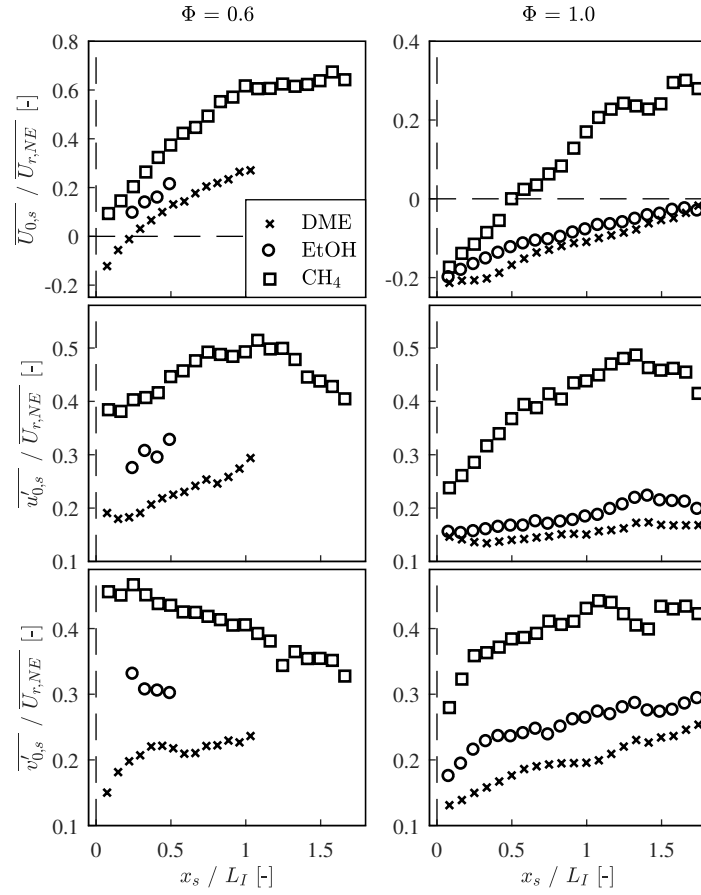 Φ = 0.6
Φ = 1.0
0.8
0.6
0.4
0.2
0
-0.2
U̅₀,ₛ / U̅ᵣ,NE [-]
0.4
0.2
0
-0.2
DME
EtOH
CH₄
0.5
0.4
0.3
0.2
0.1
u′₀,ₛ / Uᵣ,NE [-]
0.5
0.4
0.3
0.2
0.1
0.4
0.3
0.2
0.1
v′₀,ₛ / Uᵣ,NE [-]
0.4
0.3
0.2
0.1
0 0.5 1 1.5
0 0.5 1 1.5
xₛ / L_I [-]
xₛ / L_I [-]